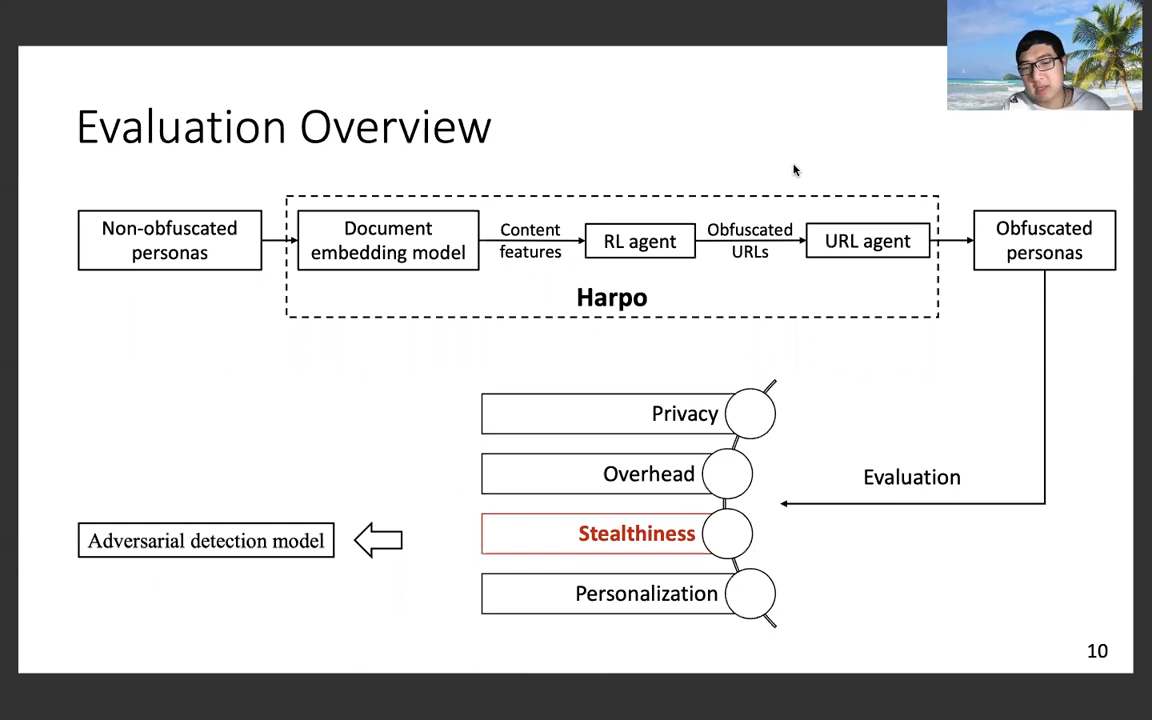 Evaluation Overview
Non-obfuscated
personas
Document
embedding model
Content
features
RL agent
Obfuscated
URLs
URL agent
Obfuscated
personas
Harpo
Privacy
Overhead
Evaluation
Stealthiness
Adversarial detection model
Personalization
10